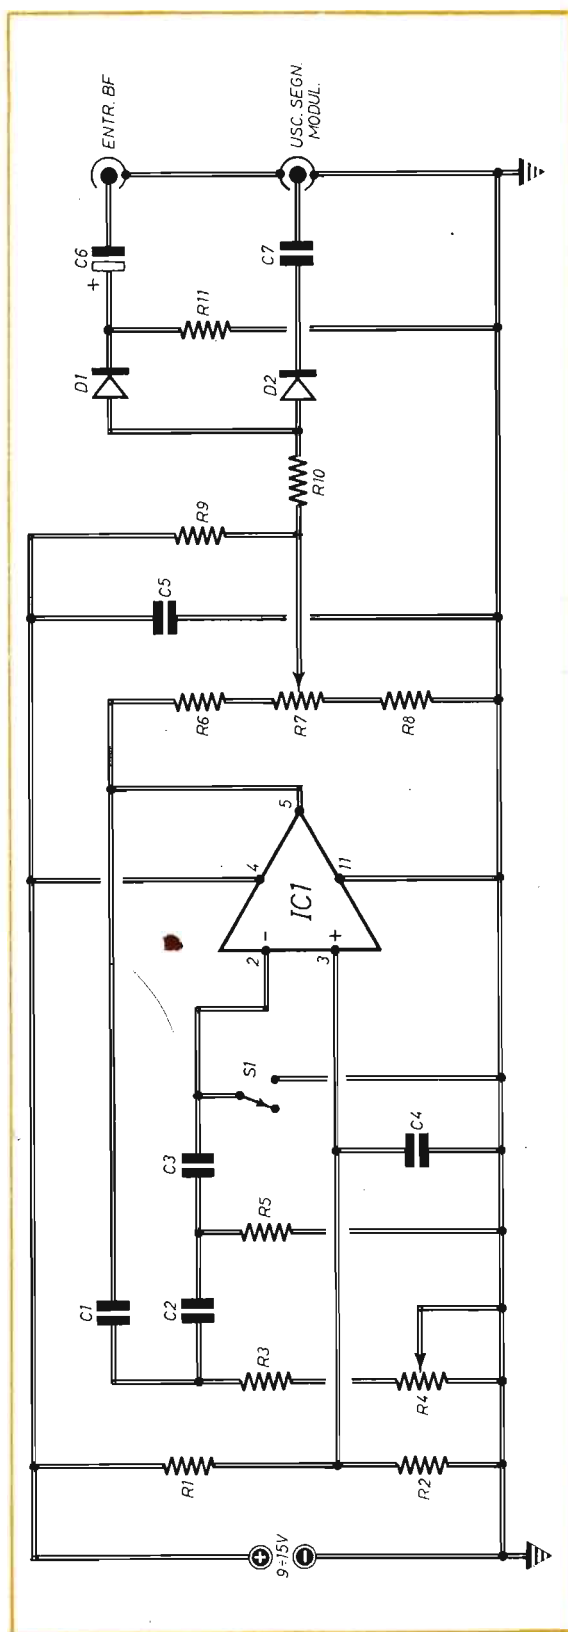 ENTR. BF
C6
+
USC. SEGN.
MODUL.
C7
R11
D1
D2
R10
R9
C5
R6
R7
R8
5
4
11
IC1
-
+
2
3
S1
C3
C4
R5
C1
C2
R3
R4
R1
R2
+
-
9÷15V